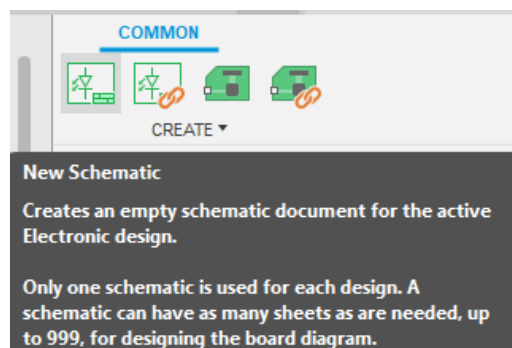 COMMON
CREATE ▾
New Schematic
Creates an empty schematic document for the active
Electronic design.
Only one schematic is used for each design. A
schematic can have as many sheets as are needed, up
to 999, for designing the board diagram.